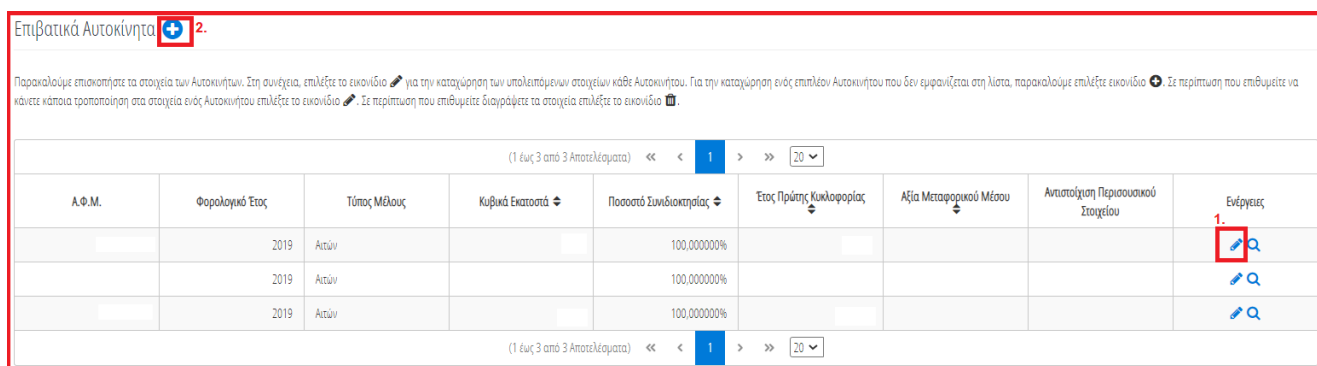 Επιβατικά Αυτοκίνητα 2.
Παρακαλούμε επισκοπήστε τα στοιχεία των Αυτοκινήτων. Στη συνέχεια, επιλέξτε το εικονίδιο για την καταχώρηση των υπολειπόμενων στοιχείων κάθε Αυτοκινήτου. Για την καταχώρηση ενός επιπλέον Αυτοκινήτου που δεν εμφανίζεται στη λίστα, παρακαλούμε επιλέξτε εικονίδιο . Σε περίπτωση που επιθυμείτε να
κάνετε κάποια τροποποίηση στα στοιχεία ενός Αυτοκινήτου επιλέξτε το εικονίδιο . Σε περίπτωση που επιθυμείτε διαγράψετε τα στοιχεία επιλέξτε το εικονίδιο .
(1 έως 3 από 3 Αποτελέσματα) « < 1 > » 20
Α.Φ.Μ. Φορολογικό Έτος Τύπος Μέλους Κυβικά Εκατοστά Ποσοστό Συνιδιοκτησίας Έτος Πρώτης Κυκλοφορίας Αξία Μεταφορικού Μέσου Αντιστοίχιση Περισουσικού Στοιχείου Ενέργειες
1.
2019 Αιτών 100,000000%
2019 Αιτών 100,000000%
2019 Αιτών 100,000000%
(1 έως 3 από 3 Αποτελέσματα) « < 1 > » 20